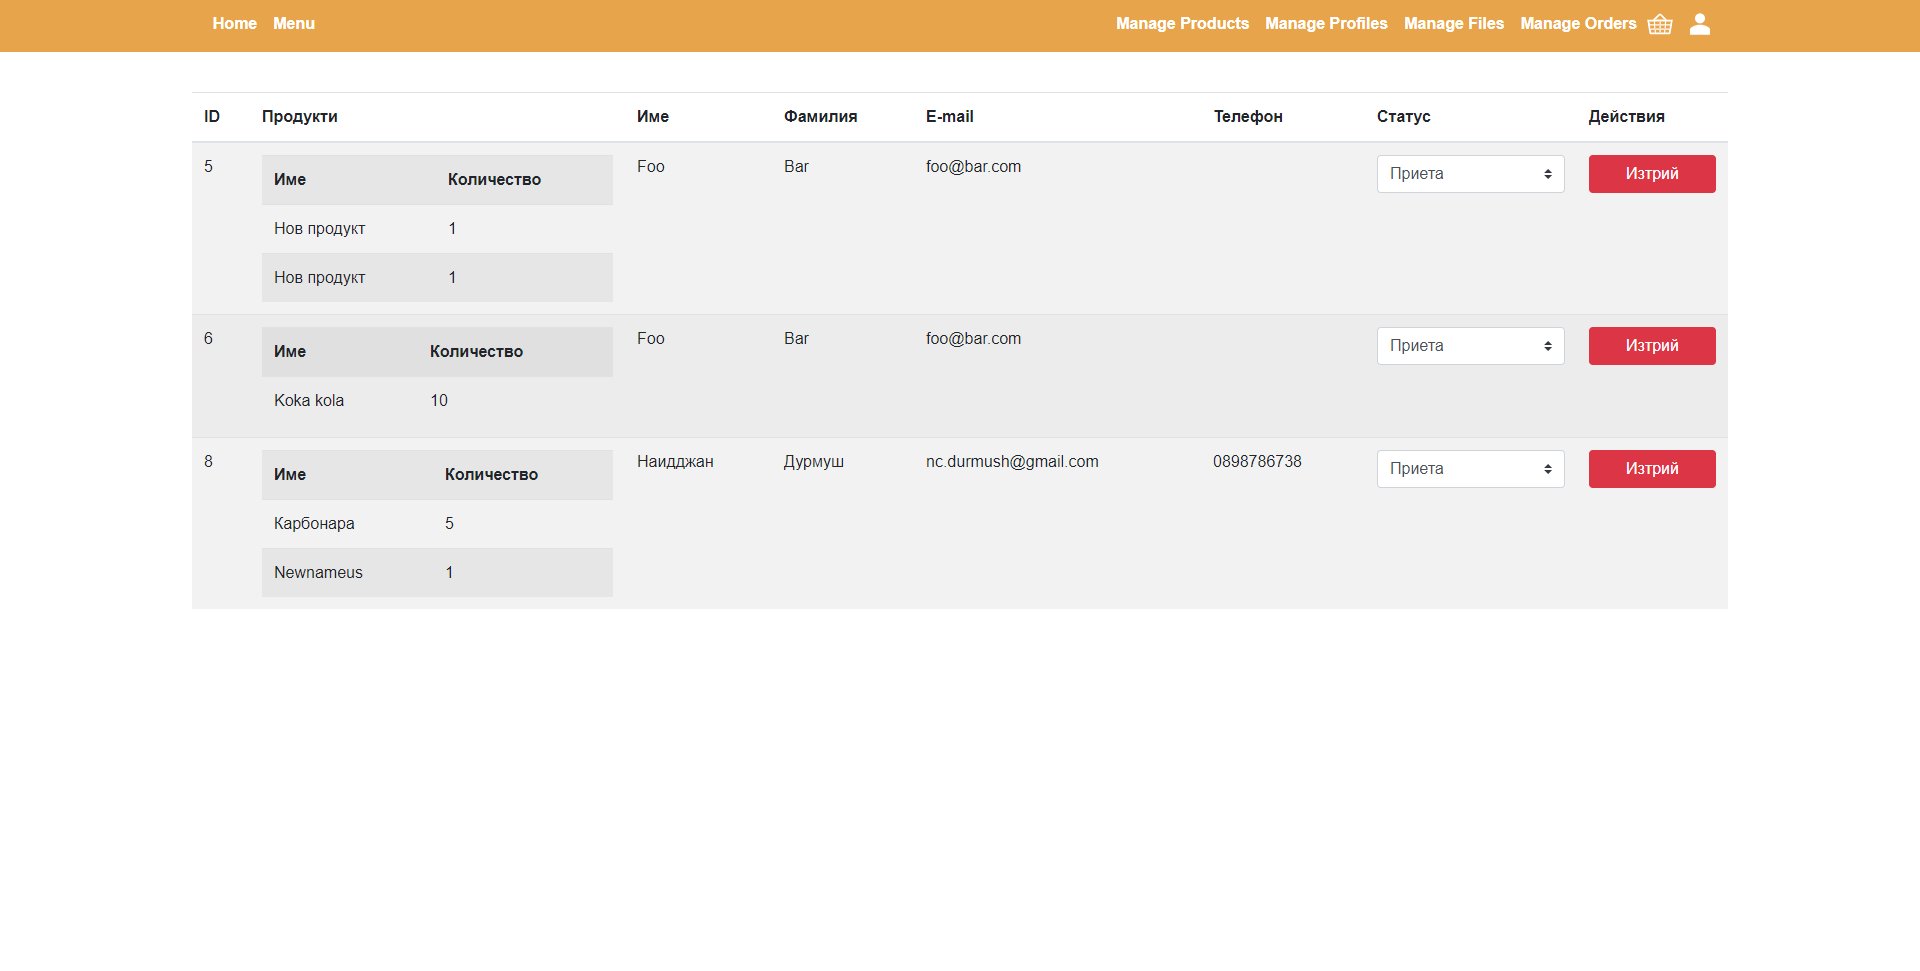 Home Menu Manage Products Manage Profiles Manage Files Manage Orders
ID Продукти Име Фамилия E-mail Телефон Статус Действия
5 Foo Bar foo@bar.com Приета Изтрий
Име Количество
Нов продукт 1
Нов продукт 1
6 Foo Bar foo@bar.com Приета Изтрий
Име Количество
Koka kola 10
8 Наидджан Дурмуш nc.durmush@gmail.com 0898786738 Приета Изтрий
Име Количество
Карбонара 5
Newnameus 1